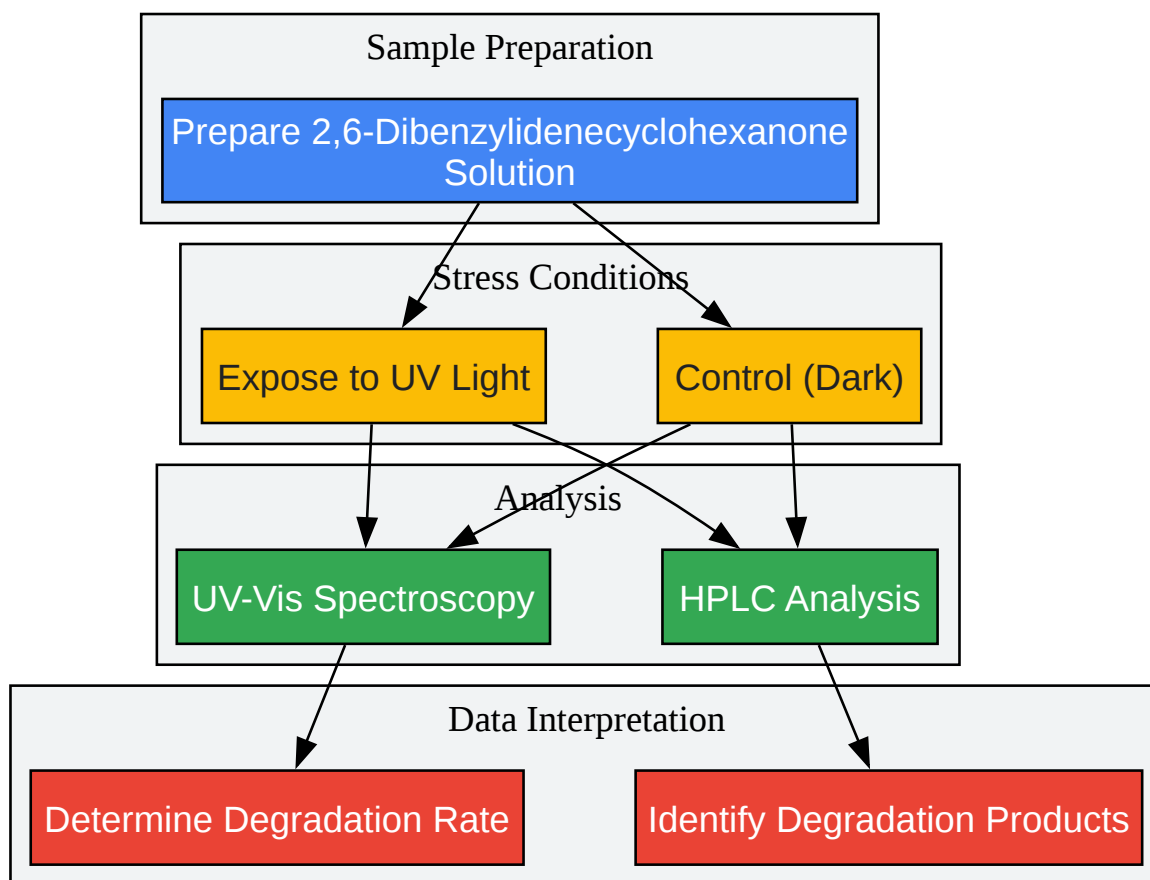 Sample Preparation
Prepare 2,6-Dibenzylidenecyclohexanone
Solution
Stress Conditions
Expose to UV Light
Control (Dark)
Analysis
UV-Vis Spectroscopy
HPLC Analysis
Data Interpretation
Determine Degradation Rate
Identify Degradation Products